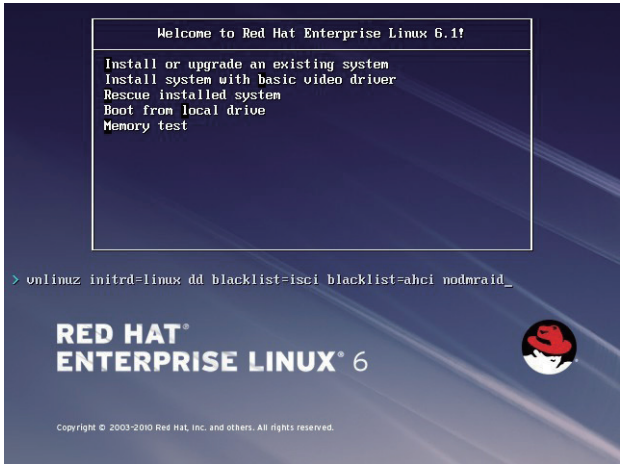 Welcome to Red Hat Enterprise Linux 6.1!
Install or upgrade an existing system
Install system with basic video driver
Rescue installed system
Boot from local drive
Memory test
> vmlinuz initrd=linux dd blacklist=isci blacklist=ahci nodmraid_
RED HAT®
ENTERPRISE LINUX® 6
Copyright © 2003-2010 Red Hat, Inc. and others. All rights reserved.